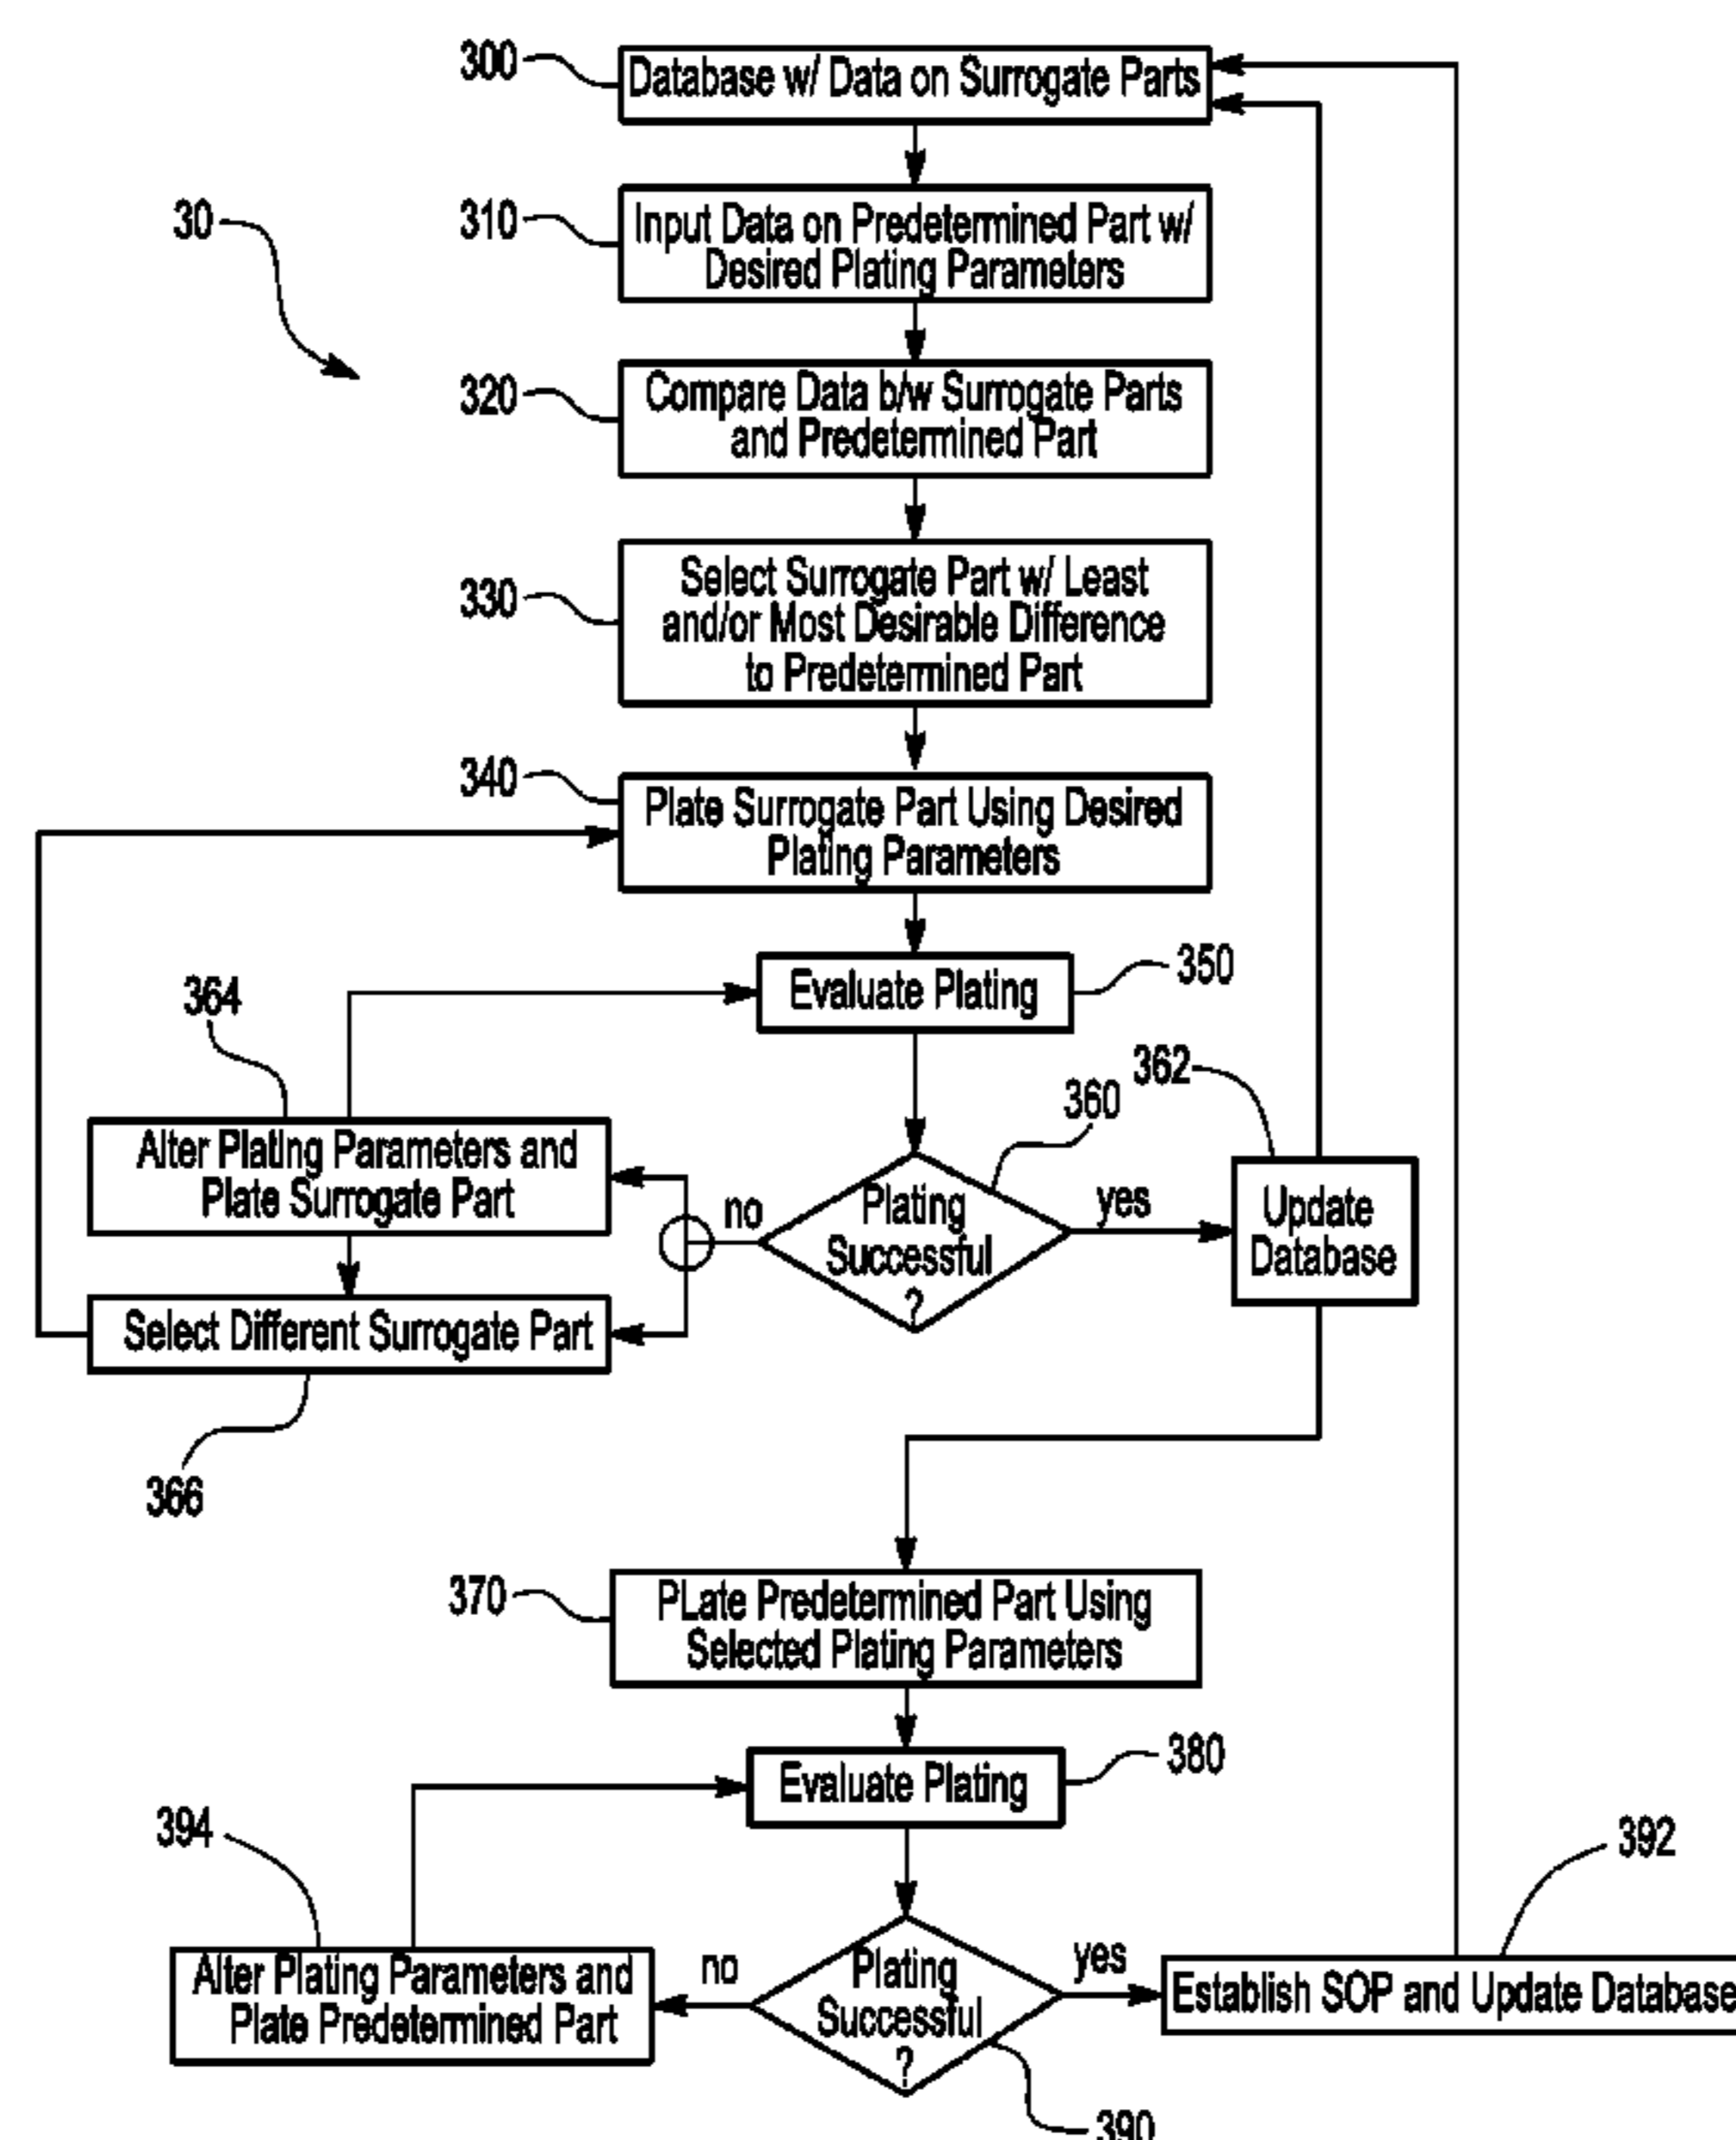 300
Database w/ Data on Surrogate Parts
30
310
Input Data on Predetermined Part w/
Desired Plating Parameters
320
Compare Data b/w Surrogate Parts
and Predetermined Part
330
Select Surrogate Part w/ Least
and/or Most Desirable Difference
to Predetermined Part
340
Plate Surrogate Part Using Desired
Plating Parameters
Evaluate Plating
350
364
362
360
Alter Plating Parameters and
Plate Surrogate Part
no
Plating
Successful
?
yes
Update
Database
Select Different Surrogate Part
366
370
PLate Predetermined Part Using
Selected Plating Parameters
Evaluate Plating
380
394
392
Alter Plating Parameters and
Plate Predetermined Part
no
Plating
Successful
?
yes
Establish SOP and Update Database
390